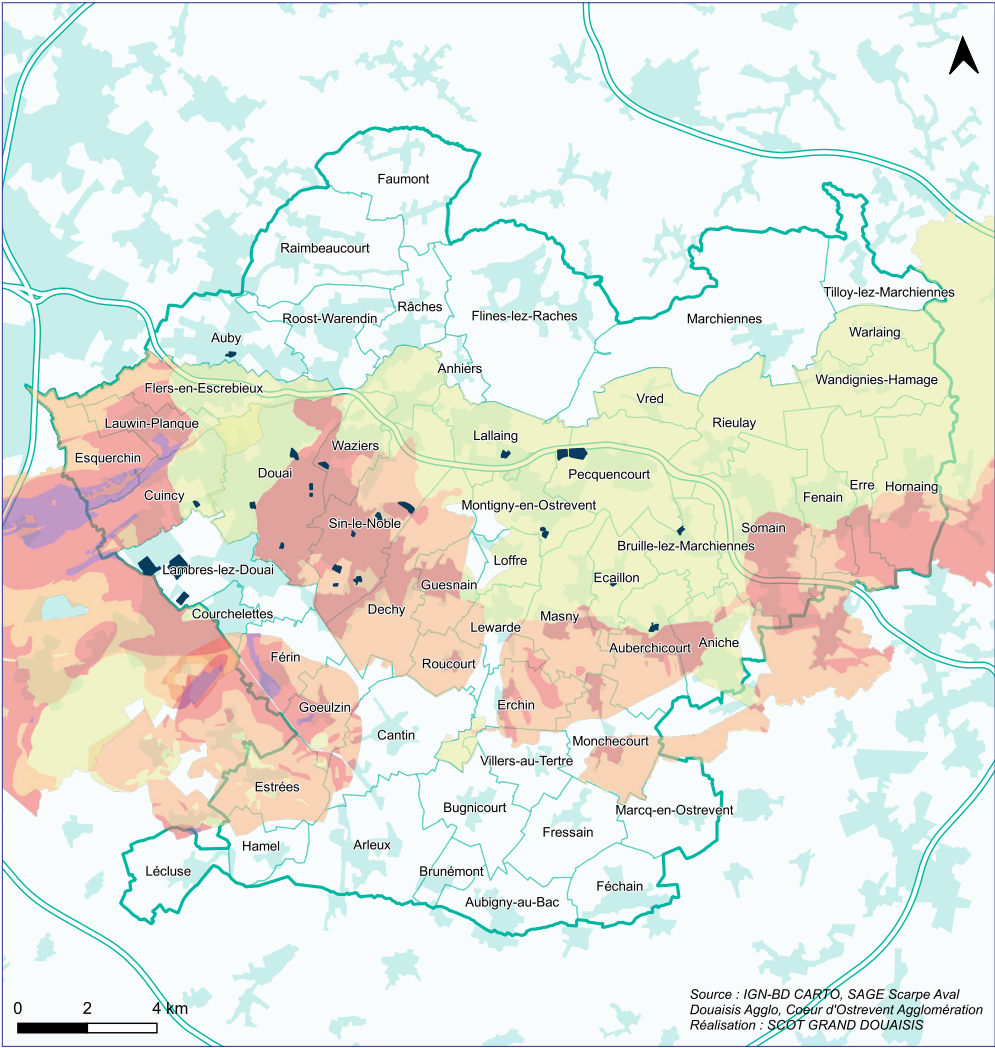 Faumont
Raimbeaucourt
Tilloy-lez-Marchiennes
Râches
Roost-Warendin
Flines-lez-Raches
Marchiennes
Warlaing
Auby
Anhiers
Wandignies-Hamage
Flers-en-Escrebieux
Vred
Lauwin-Planque
Rieulay
Lallaing
Waziers
Esquerchin
Douai
Pecquencourt
Erre
Hornaing
Cuincy
Fenain
Montigny-en-Ostrevent
Sin-le-Noble
Somain
Bruille-lez-Marchiennes
Loffre
Lambres-lez-Douai
Ecaillon
Guesnain
Dechy
Courchelettes
Masny
Lewarde
Aniche
Auberchicourt
Férin
Roucourt
Goeulzin
Erchin
Cantin
Monchecourt
Villers-au-Tertre
Estrées
Bugnicourt
Marcq-en-Ostrevent
Fressain
Hamel
Arleux
Lécluse
Brunémont
Féchain
Aubigny-au-Bac
0 2 4 km
Source : IGN-BD CARTO, SAGE Scarpe Aval
Douaisis Agglo, Coeur d'Ostrevent Agglomération
Réalisation : SCOT GRAND DOUAISIS